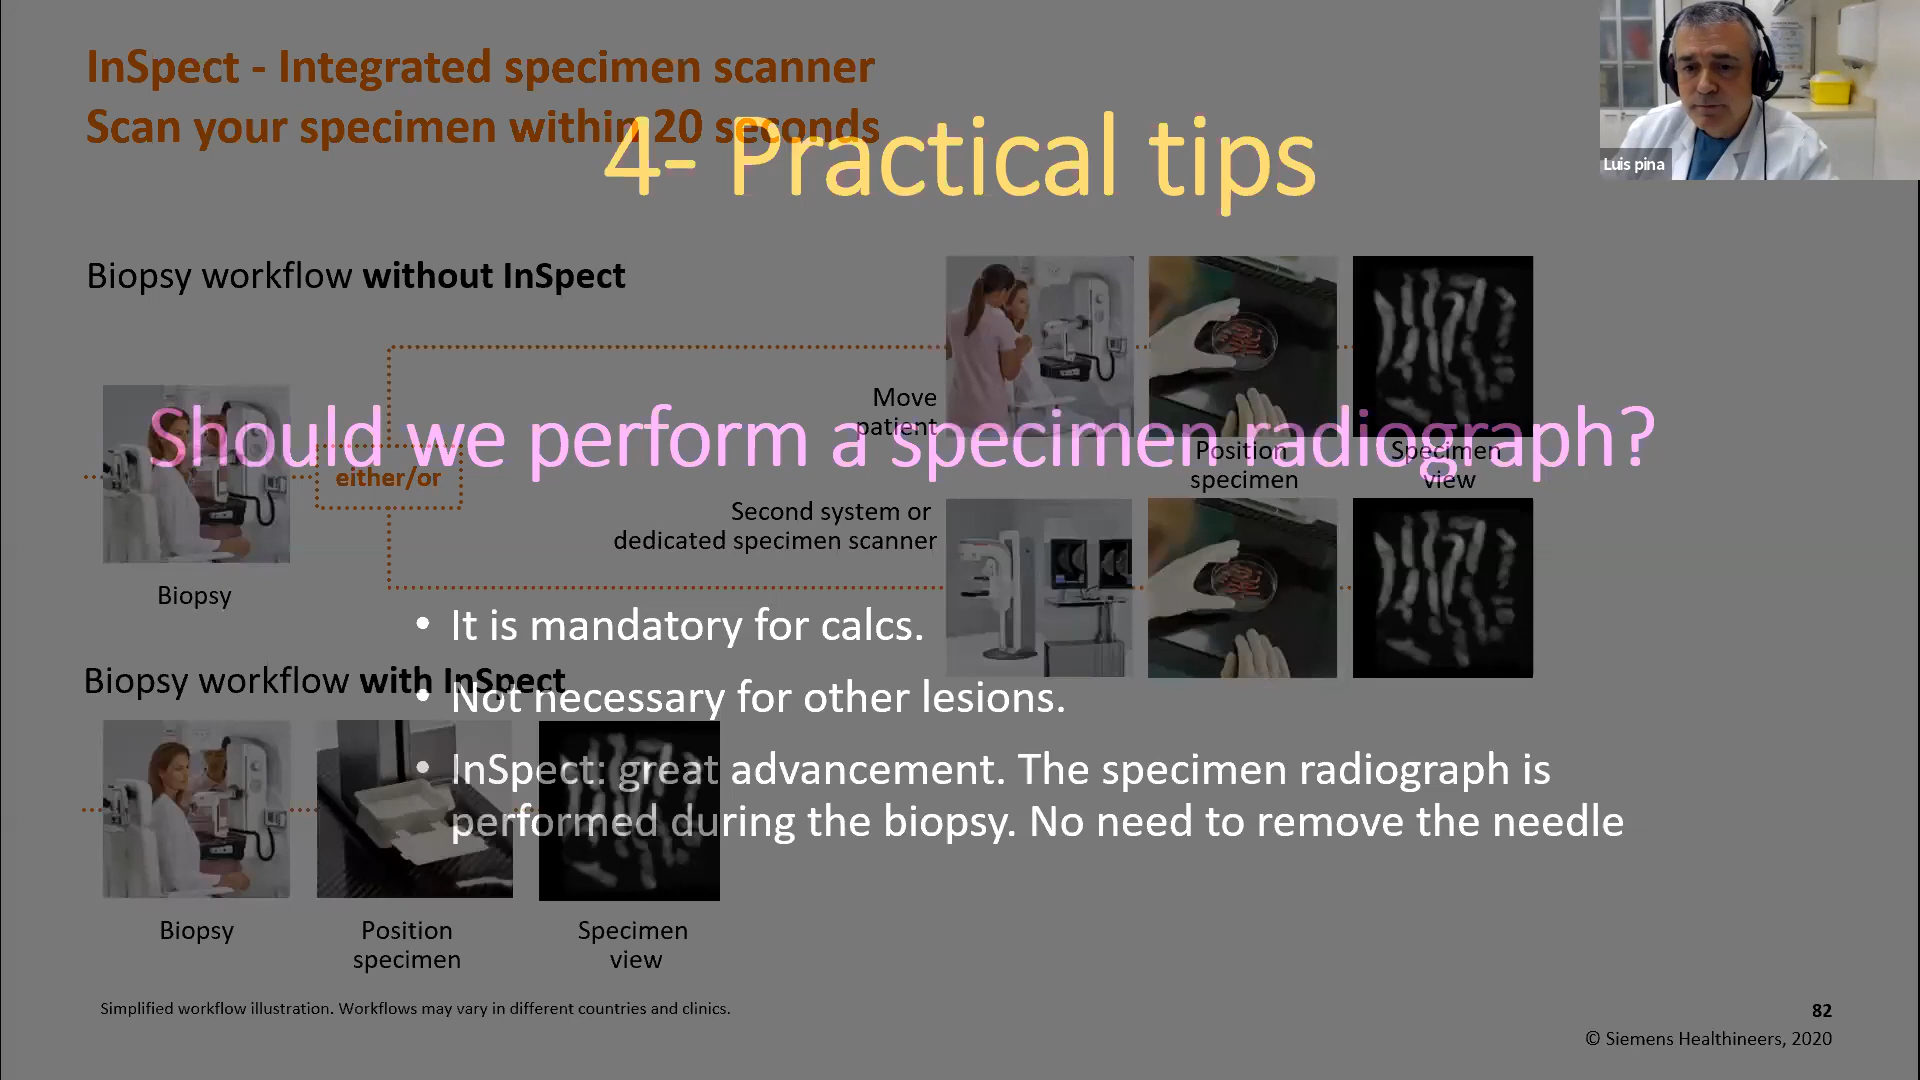 InSpect - Integrated specimen scanner
Scan your specimen within 20 seconds
4- Practical tips
Luis pina
Biopsy workflow without InSpect
Move
patient
Should we perform a specimen radiograph?
Position
specimen
Specimen
view
either/or
Second system or
dedicated specimen scanner
Biopsy
• It is mandatory for calcs.
Biopsy workflow with InSpect
• Not necessary for other lesions.
• InSpect: great advancement. The specimen radiograph is
performed during the biopsy. No need to remove the needle
Biopsy
Position
specimen
Specimen
view
Simplified workflow illustration. Workflows may vary in different countries and clinics.
82
© Siemens Healthineers, 2020